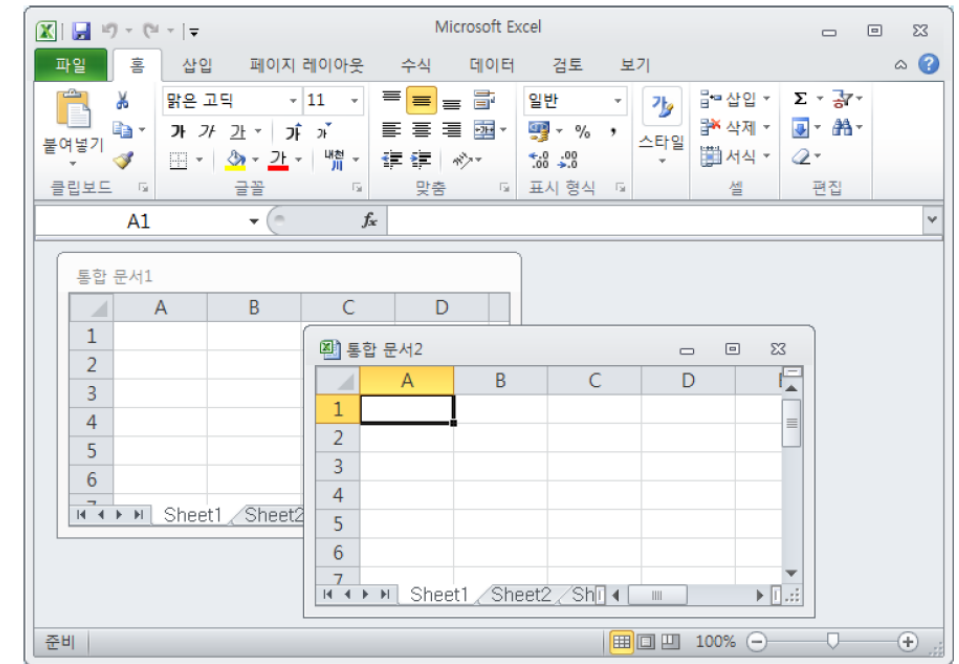 Microsoft Excel
파일 홈 삽입 페이지 레이아웃 수식 데이터 검토 보기
붙여넣기
맑은 고딕 11
가 가 가 가 가
가 내천 川
일반
% ,
스타일
삽입
삭제
서식
Σ
클립보드 글꼴 맞춤 표시 형식 셀 편집
A1 fx
통합 문서1
A B C D
1
2
3
4
5
6
7
Sheet1 Sheet2
통합 문서2
A B C D
1
2
3
4
5
6
7
Sheet1 Sheet2 Sh
준비 100%